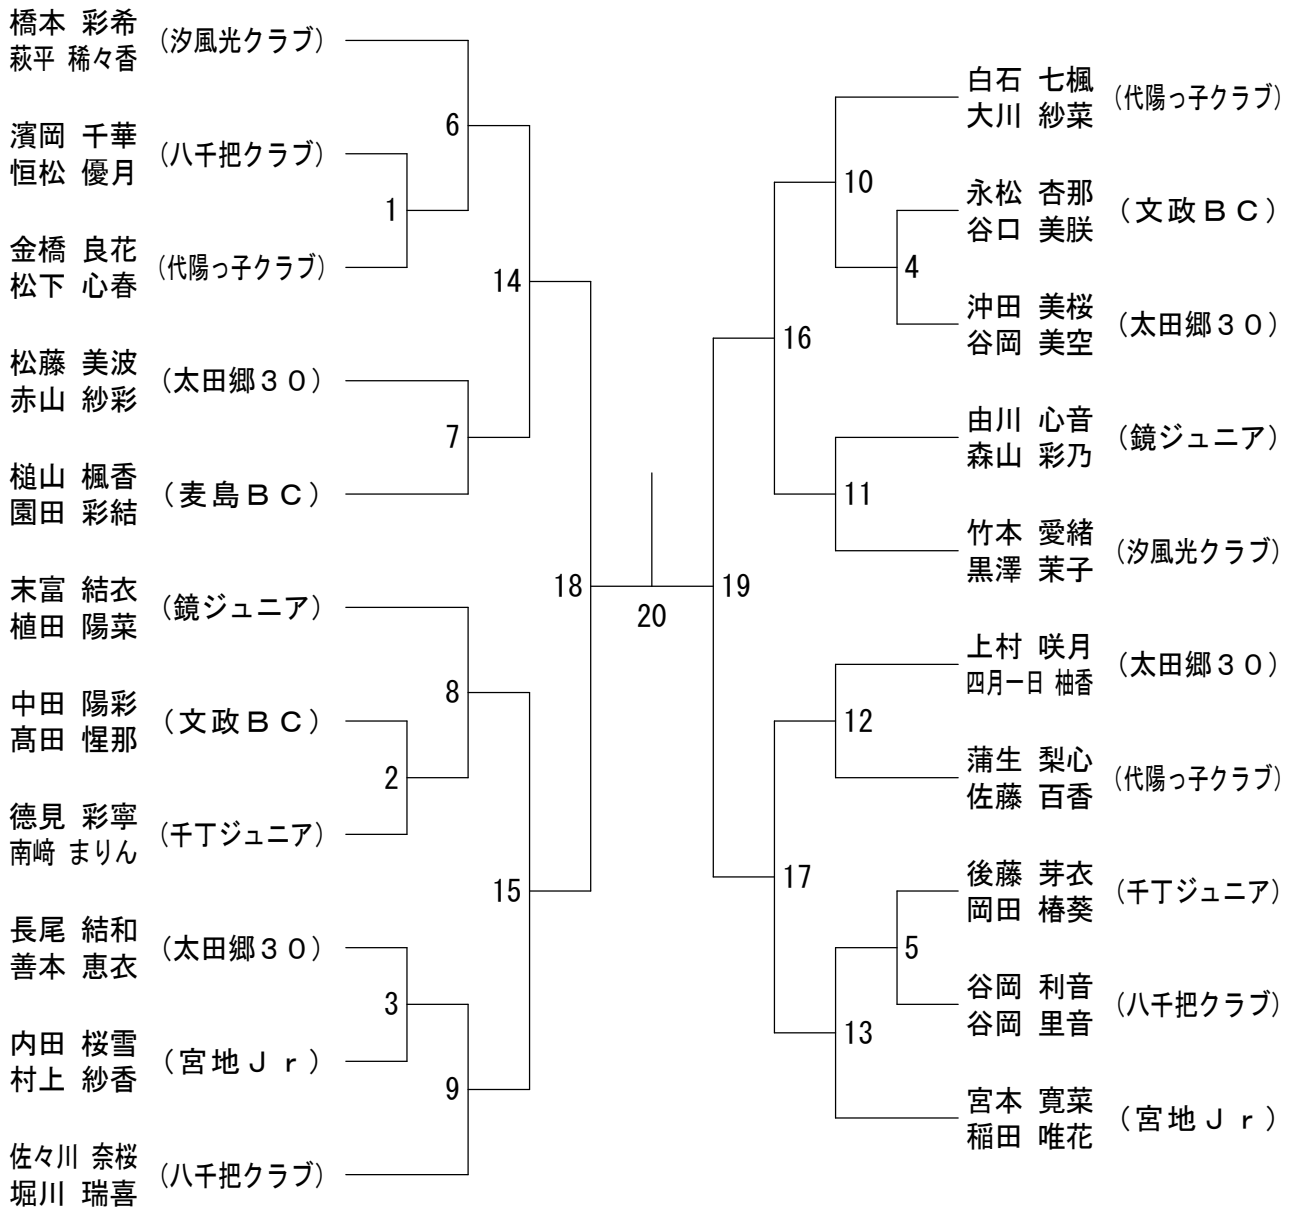 橋本 彩希
萩平 稀々香
(汐風光クラブ)
濱岡 千華
恒松 優月
(八千把クラブ)
金橋 良花
松下 心春
(代陽っ子クラブ)
松藤 美波
赤山 紗彩
(太田郷30)
槌山 楓香
園田 彩結
(麦島BC)
末富 結衣
植田 陽菜
(鏡ジュニア)
中田 陽彩
髙田 惺那
(文政BC)
德見 彩寧
南﨑 まりん
(千丁ジュニア)
長尾 結和
善本 恵衣
(太田郷30)
内田 桜雪
村上 紗香
(宮地Jr)
佐々川 奈桜
堀川 瑞喜
(八千把クラブ)
6
1
14
7
18
8
2
15
3
9
20
19
16
10
4
11
17
12
5
13
白石 七楓
大川 紗菜
(代陽っ子クラブ)
永松 杏那
谷口 美朕
(文政BC)
沖田 美桜
谷岡 美空
(太田郷30)
由川 心音
森山 彩乃
(鏡ジュニア)
竹本 愛緒
黒澤 茉子
(汐風光クラブ)
上村 咲月
四月一日 柚香
(太田郷30)
蒲生 梨心
佐藤 百香
(代陽っ子クラブ)
後藤 芽衣
岡田 椿葵
(千丁ジュニア)
谷岡 利音
谷岡 里音
(八千把クラブ)
宮本 寛菜
稲田 唯花
(宮地Jr)